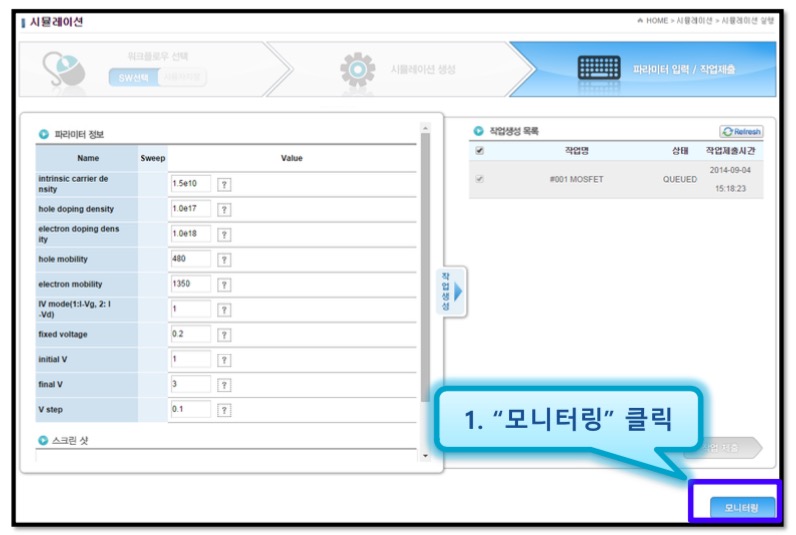 시뮬레이션
HOME > 시뮬레이션 > 시뮬레이션 실행
워크플로우 선택
SW선택
시뮬레이션 생성
파라미터 입력 / 작업제출
파라미터 정보
Name Sweep Value
intrinsic carrier de
nsity
1.5e10 ?
hole doping density 1.0e17 ?
electron doping dens
ity
1.0e18 ?
hole mobility 480 ?
electron mobility 1350 ?
IV mode(1:I-Vg, 2: I
-Vd)
1 ?
fixed voltage 0.2 ?
initial V 1 ?
final V 3 ?
V step 0.1 ?
스크린 샷
작업생성
작업생성 목록
Refresh
작업명 상태 작업제출시간
#001 MOSFET QUEUED 2014-09-04
15:18:23
1. “모니터링” 클릭
작업 제출
모니터링